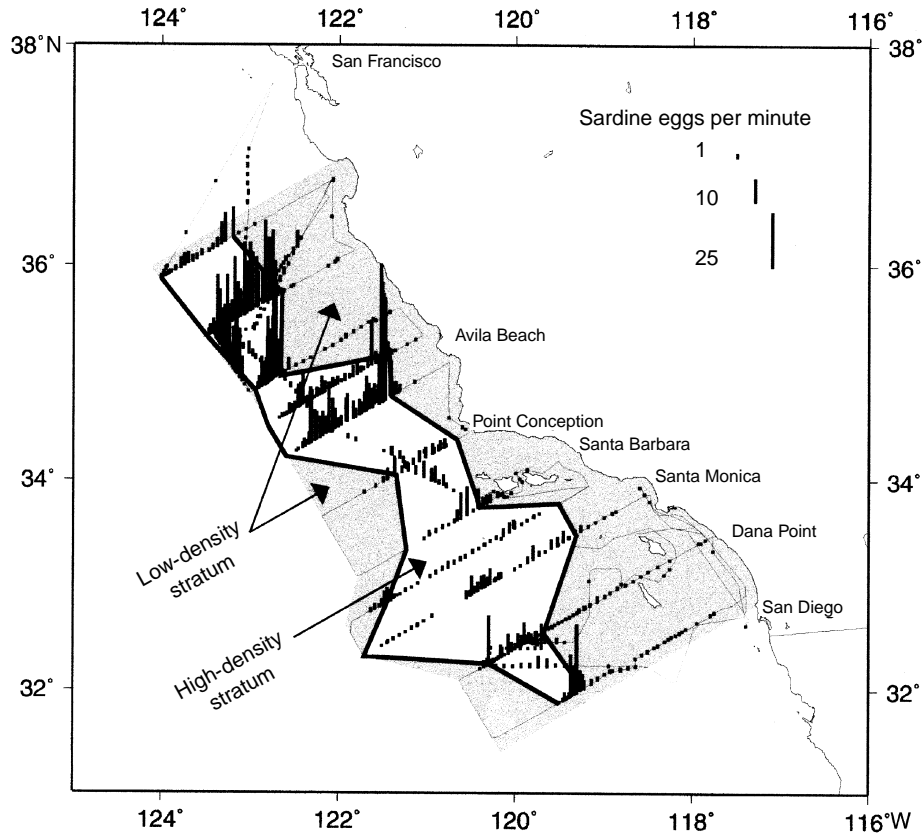 124° 122° 120° 118° 116°
38°N 38°
San Francisco
Sardine eggs per minute
1
10
25
36° 36°
Avila Beach
Point Conception
Santa Barbara
34° 34°
Santa Monica
Dana Point
Low-density
stratum
San Diego
High-density
stratum
32° 32°
124° 122° 120° 118° 116°W